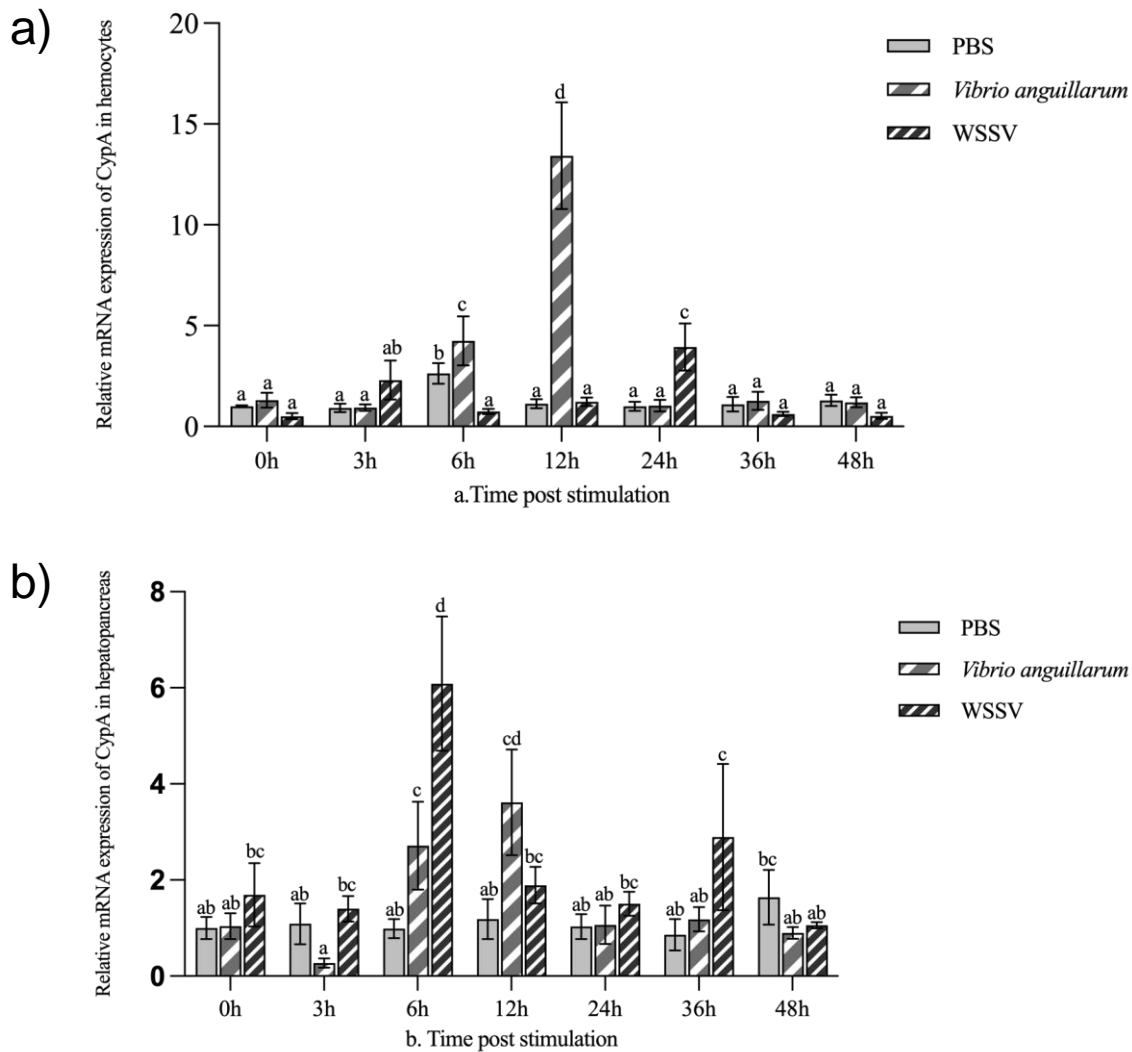 a)
Relative mRNA expression of CypA in hemocytes
20
15
10
5
0
PBS
Vibrio anguillarum
WSSV
a a a
a a ab
b c a
a d a
a a c
a a a
a a a
0h 3h 6h 12h 24h 36h 48h
a.Time post stimulation
b)
Relative mRNA expression of CypA in hepatopancreas
8
6
4
2
0
PBS
Vibrio anguillarum
WSSV
ab ab bc
ab a bc
ab c d
ab cd bc
ab ab bc
ab ab c
bc ab ab
0h 3h 6h 12h 24h 36h 48h
b. Time post stimulation